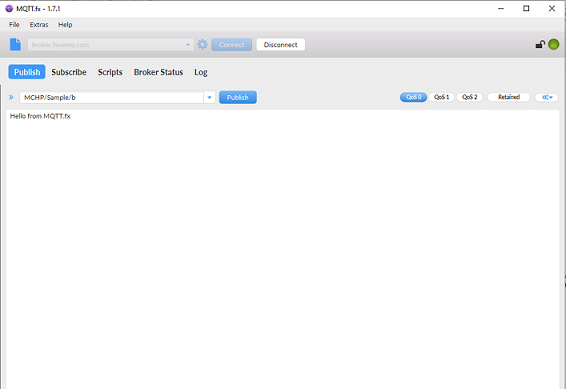 MQTT.fx - 1.7.1
File Extras Help
broker.hivemq.com Connect Disconnect
Publish Subscribe Scripts Broker Status Log
» MCHP/Sample/b Publish QoS 0 QoS 1 QoS 2 Retained
Hello from MQTT.fx